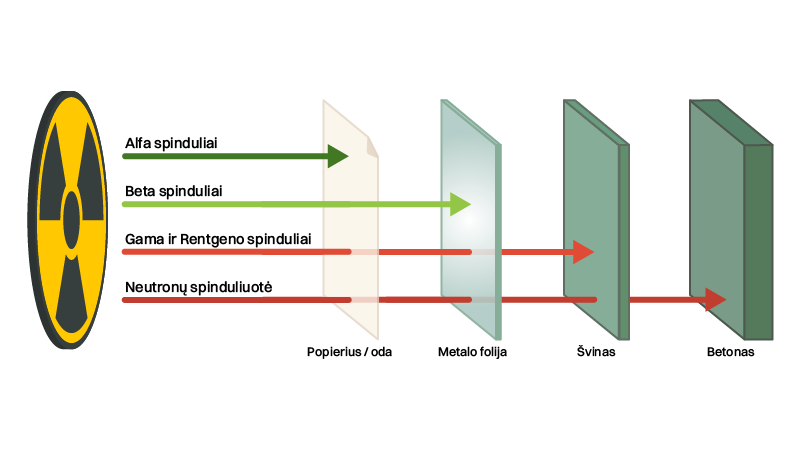 Alfa spinduliai
Beta spinduliai
Gama ir Rentgeno spinduliai
Neutronų spinduliuotė
Popierius / oda
Metalo folija
Švinas
Betonas